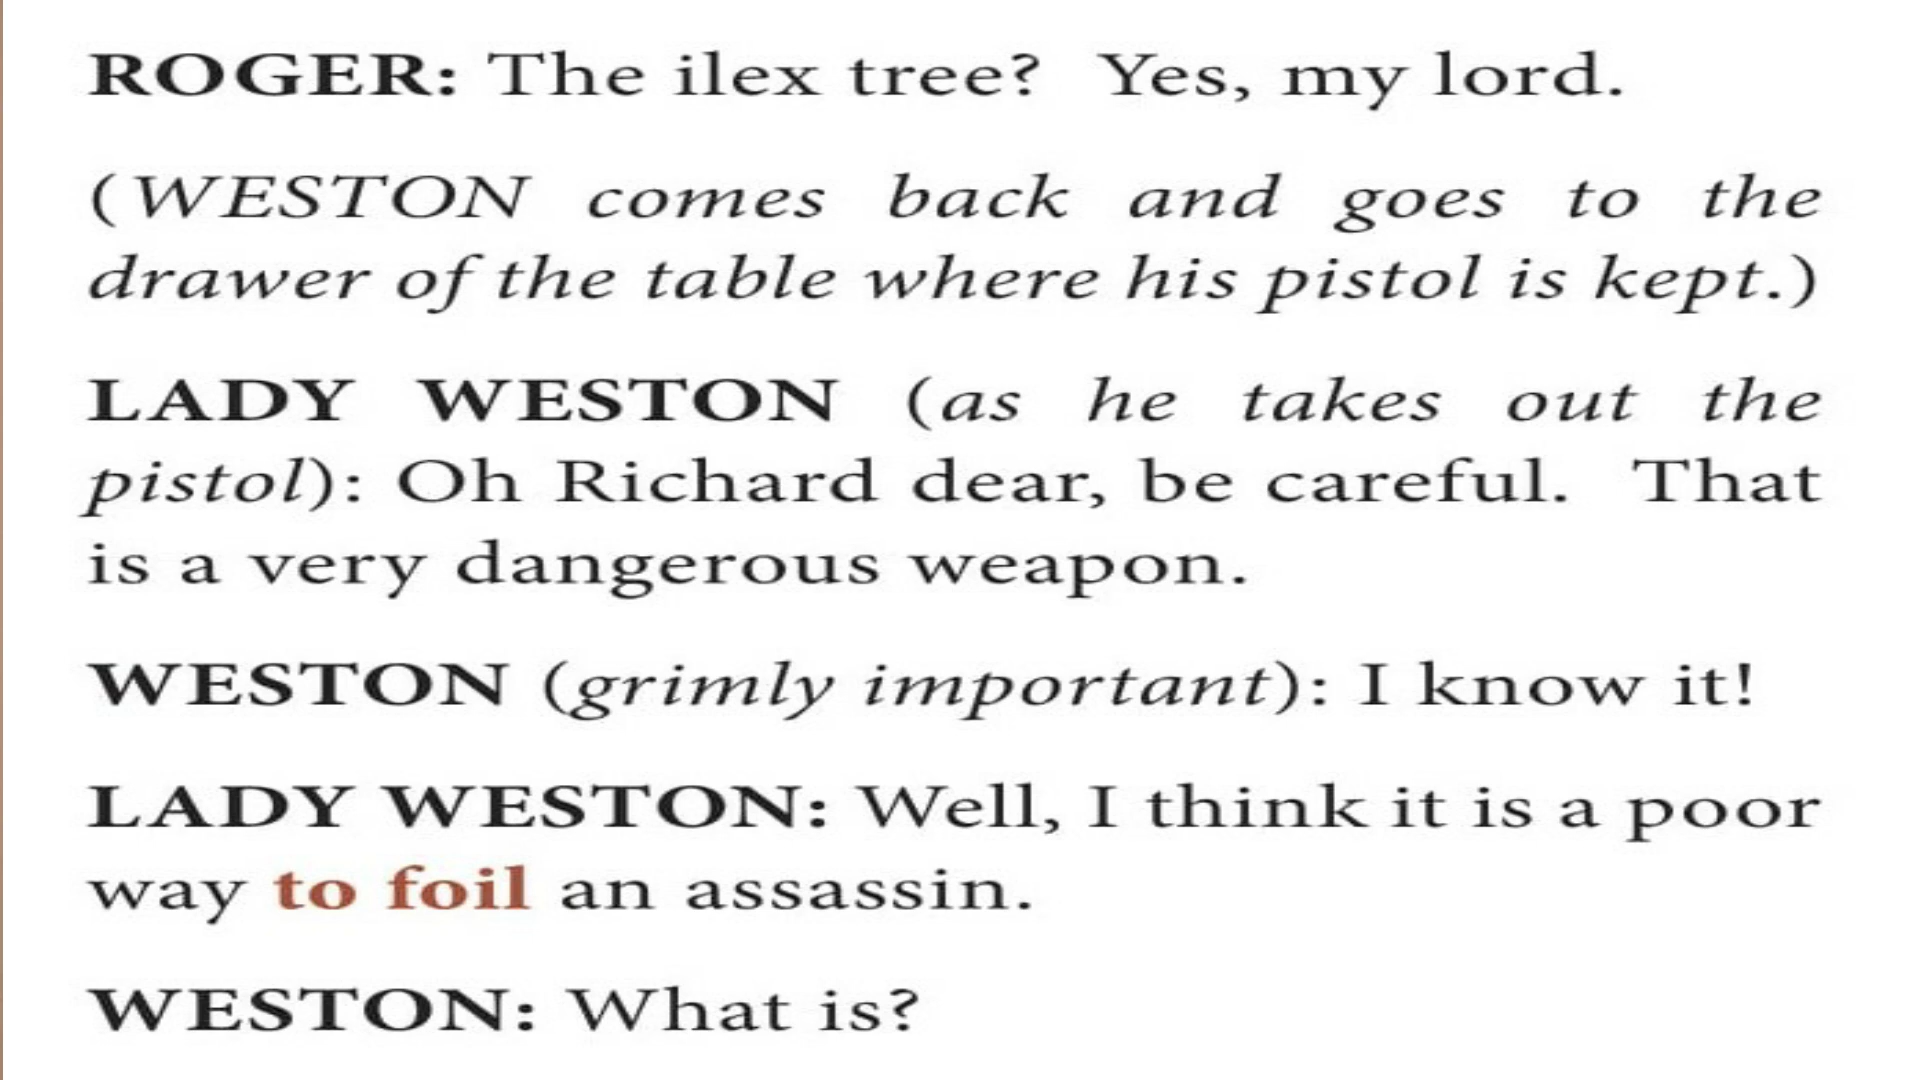 ROGER: The ilex tree?  Yes, my lord.
(WESTON comes back and goes to the
drawer of the table where his pistol is kept.)
LADY WESTON (as he takes out the
pistol): Oh Richard dear, be careful.  That
is a very dangerous weapon.
WESTON (grimly important): I know it!
LADY WESTON: Well, I think it is a poor
way to foil an assassin.
WESTON: What is?